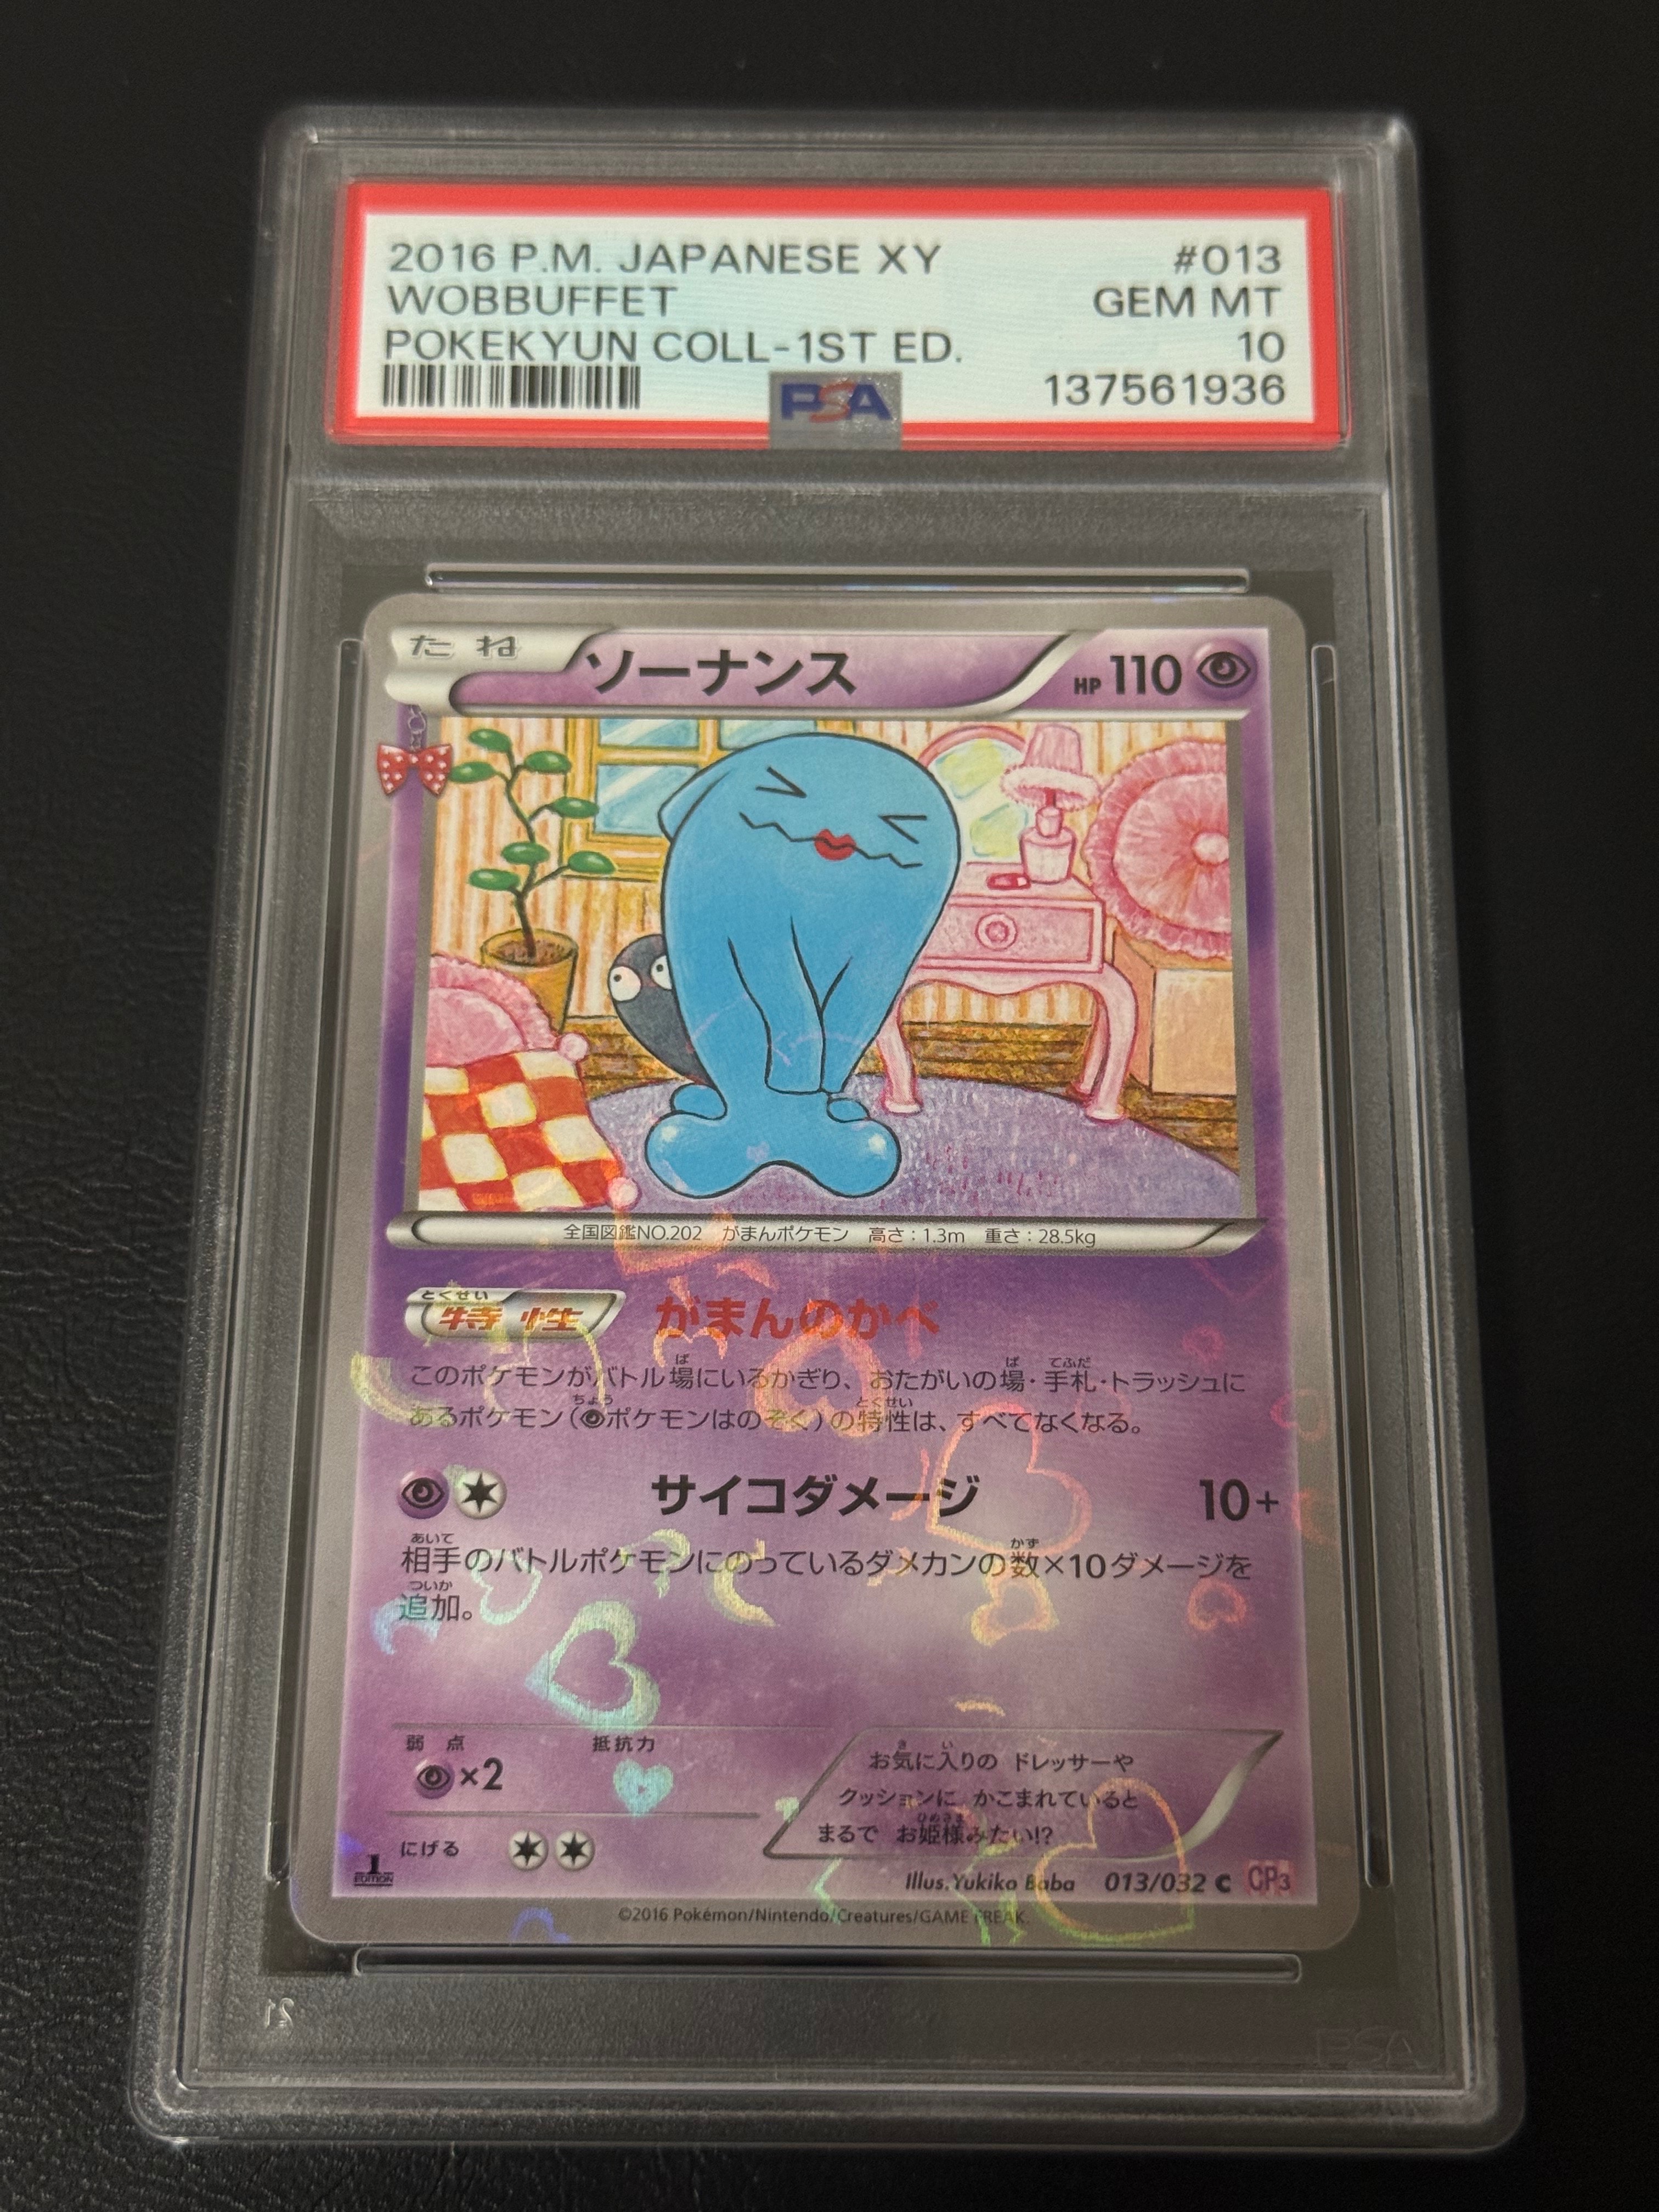 2016 P.M. JAPANESE XY #013
WOBBUFFET GEM MT
POKEKYUN COLL-1ST ED. 10
PSA 137561936
たね ソーナンス HP 110
全国図鑑NO.202 がまんポケモン 高さ:1.3m 重さ:28.5kg
とくせい
特性 がまんのかべ
ば ば てふだ
このポケモンがバトル場にいるかぎり、おたがいの場・手札・トラッシュに
ちょう とくせい
あるポケモン(ポケモンはのぞく)の特性は、すべてなくなる。
サイコダメージ 10+
あいて かず
相手のバトルポケモンにのっているダメカンの数×10ダメージを
ついか
追加。
弱点 抵抗力
×2
にげる
き い
お気に入りの ドレッサーや
クッションに かこまれていると
ひめさま
まるで お姫様みたい!?
1 EDITION
Illus.Yukiko Baba 013/032 C CP3
©2016 Pokémon/Nintendo/Creatures/GAME FREAK.
PSA